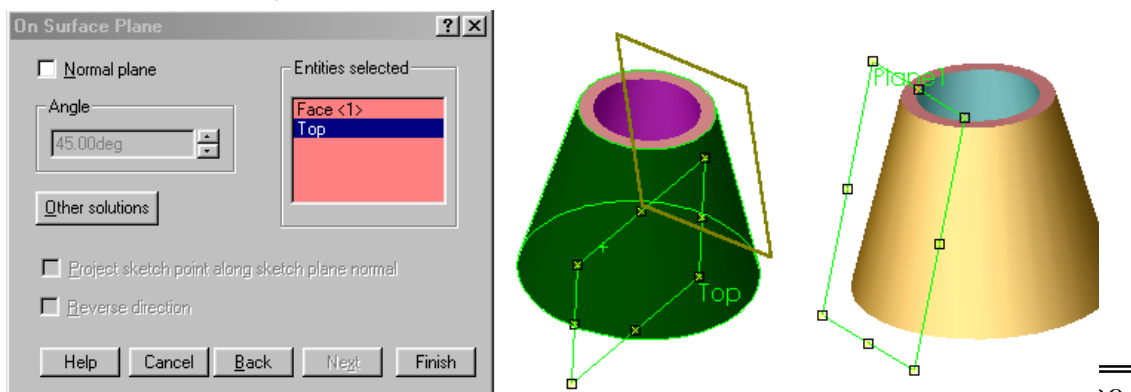 On Surface Plane
Normal plane
Entities selected
Angle
Face <1>
Top
45.00deg
Other solutions
Project sketch point along sketch plane normal
Reverse direction
Help Cancel Back Next Finish
Top
Plane1